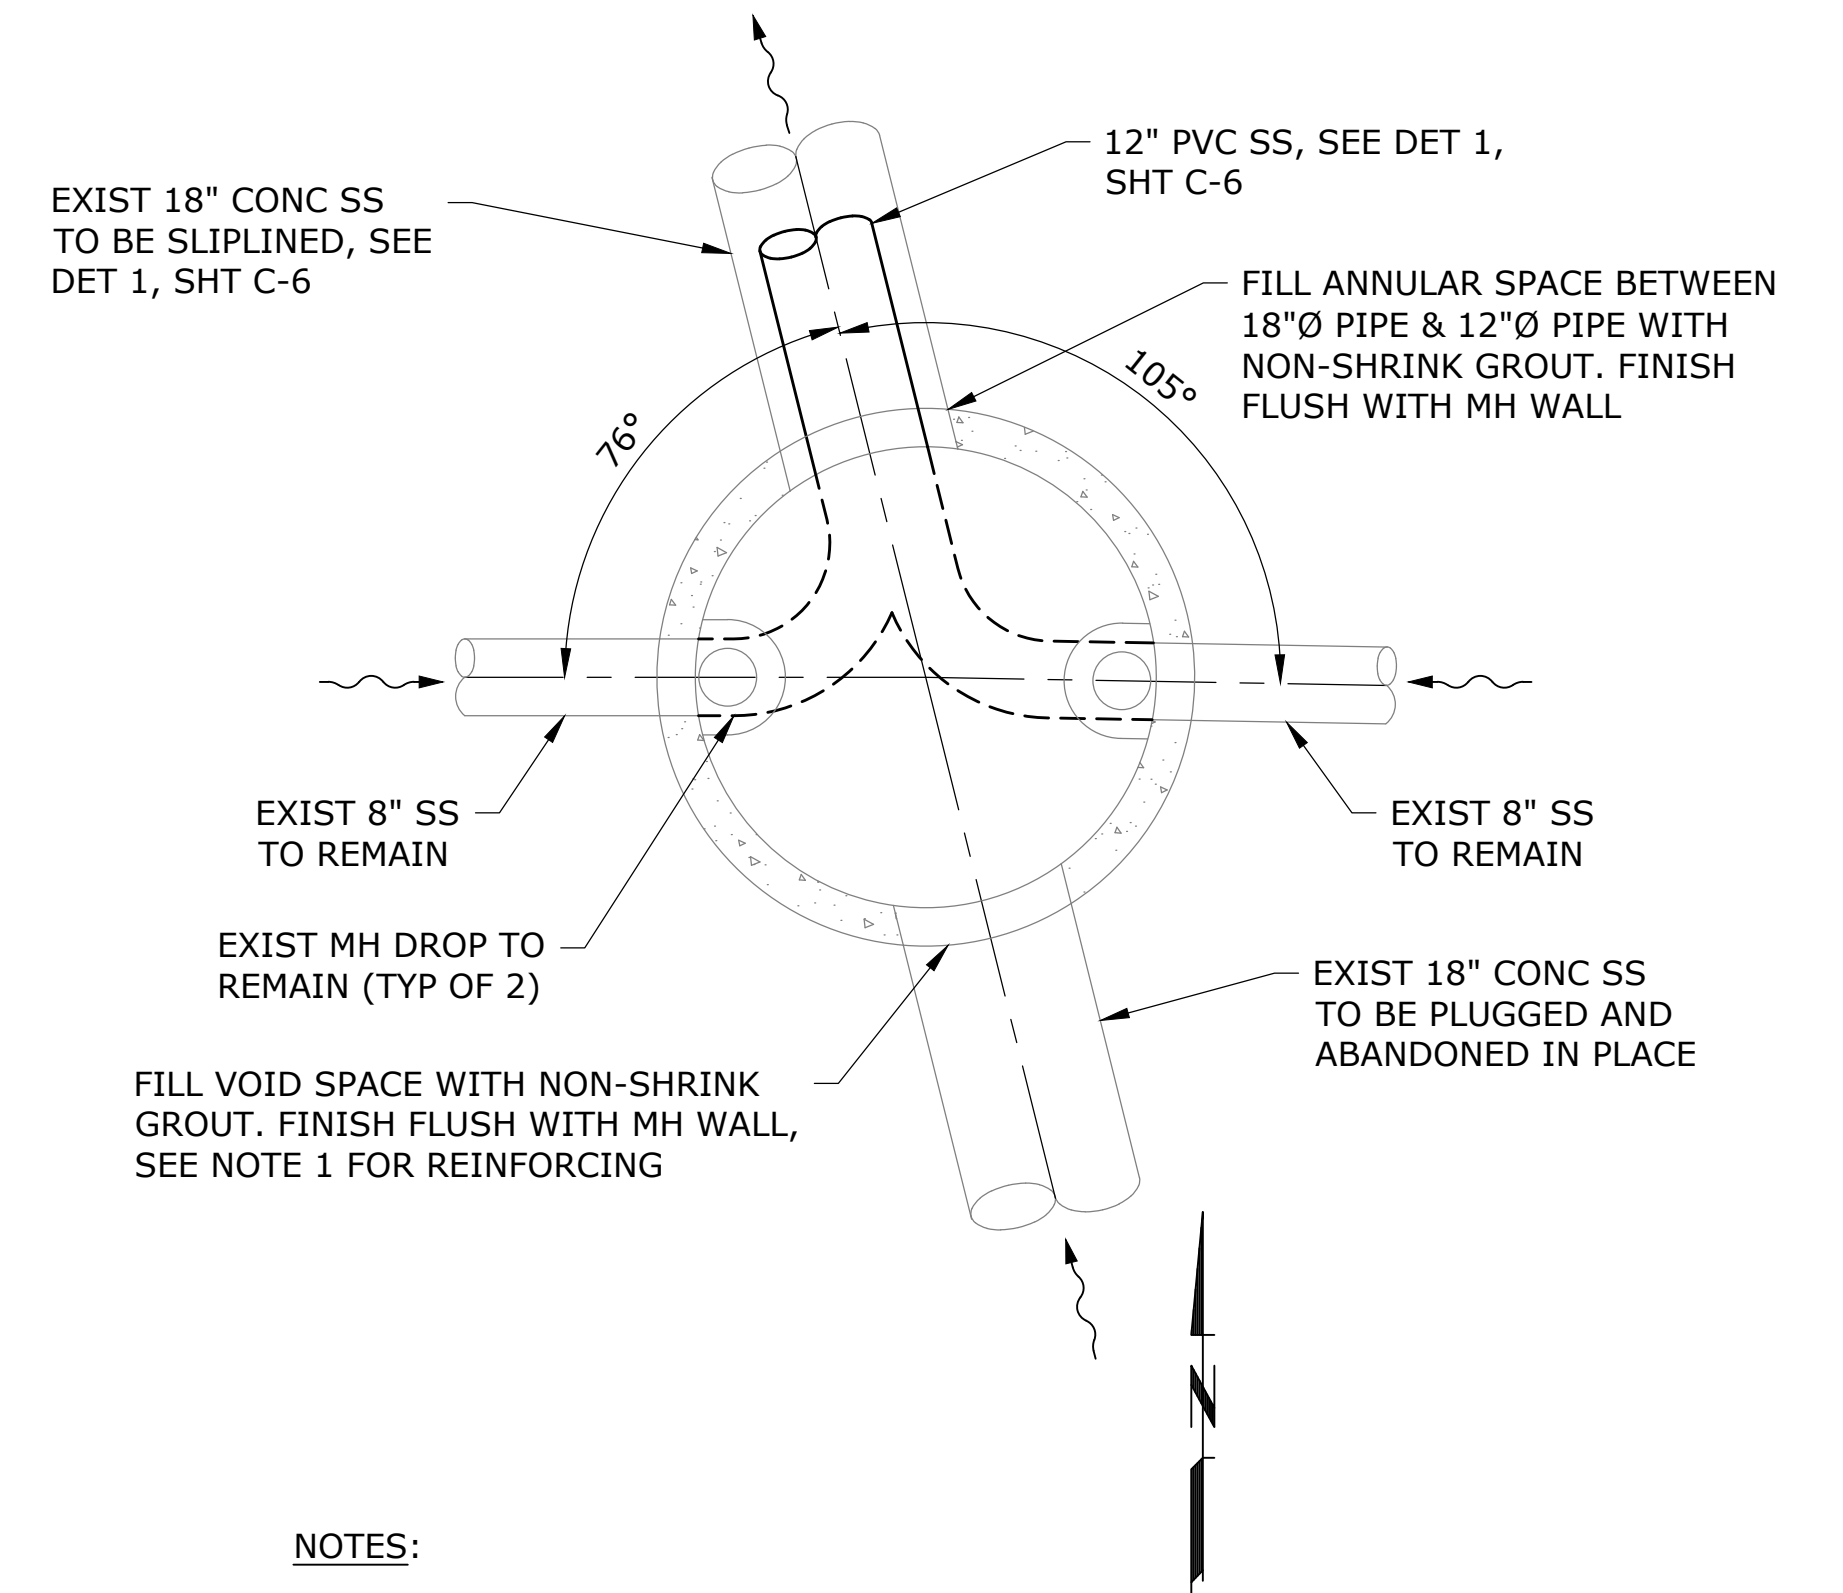 12" PVC SS, SEE DET 1,
SHT C-6
EXIST 18" CONC SS
TO BE SLIPLINED, SEE
DET 1, SHT C-6
FILL ANNULAR SPACE BETWEEN
18"Ø PIPE & 12"Ø PIPE WITH
NON-SHRINK GROUT. FINISH
FLUSH WITH MH WALL
105°
76°
EXIST 8" SS
TO REMAIN
EXIST 8" SS
TO REMAIN
EXIST MH DROP TO
REMAIN (TYP OF 2)
EXIST 18" CONC SS
TO BE PLUGGED AND
ABANDONED IN PLACE
FILL VOID SPACE WITH NON-SHRINK
GROUT. FINISH FLUSH WITH MH WALL,
SEE NOTE 1 FOR REINFORCING
N
NOTES: